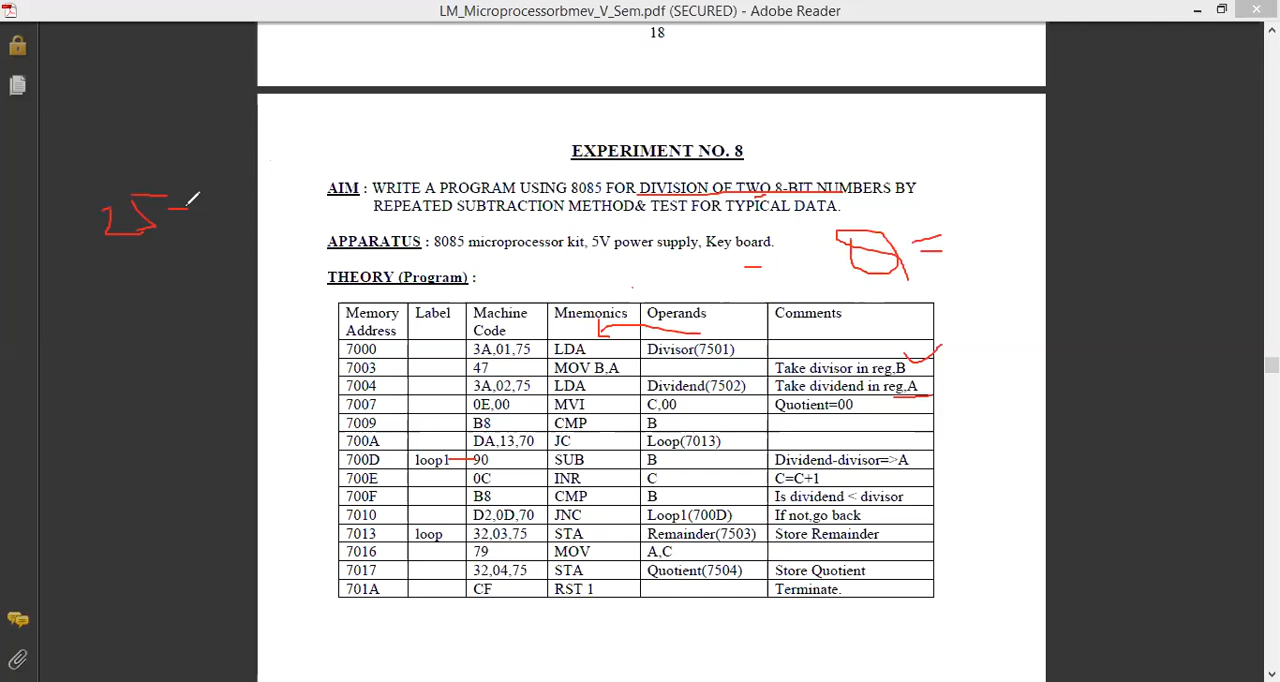 LM_Microprocessorbmev_V_Sem.pdf (SECURED) - Adobe Reader
18
EXPERIMENT NO. 8
AIM : WRITE A PROGRAM USING 8085 FOR DIVISION OF TWO 8-BIT NUMBERS BY
REPEATED SUBTRACTION METHOD& TEST FOR TYPICAL DATA.
25 -
APPARATUS : 8085 microprocessor kit, 5V power supply, Key board.
THEORY (Program) :
Memory Address Label Machine Code Mnemonics Operands Comments
7000 3A,01,75 LDA Divisor(7501)
7003 47 MOV B,A Take divisor in reg,B
7004 3A,02,75 LDA Dividend(7502) Take dividend in reg,A
7007 0E,00 MVI C,00 Quotient=00
7009 B8 CMP B
700A DA,13,70 JC Loop(7013)
700D loop1 90 SUB B Dividend-divisor=>A
700E 0C INR C C=C+1
700F B8 CMP B Is dividend < divisor
7010 D2,0D,70 JNC Loop1(700D) If not,go back
7013 loop 32,03,75 STA Remainder(7503) Store Remainder
7016 79 MOV A,C
7017 32,04,75 STA Quotient(7504) Store Quotient
701A CF RST 1 Terminate.